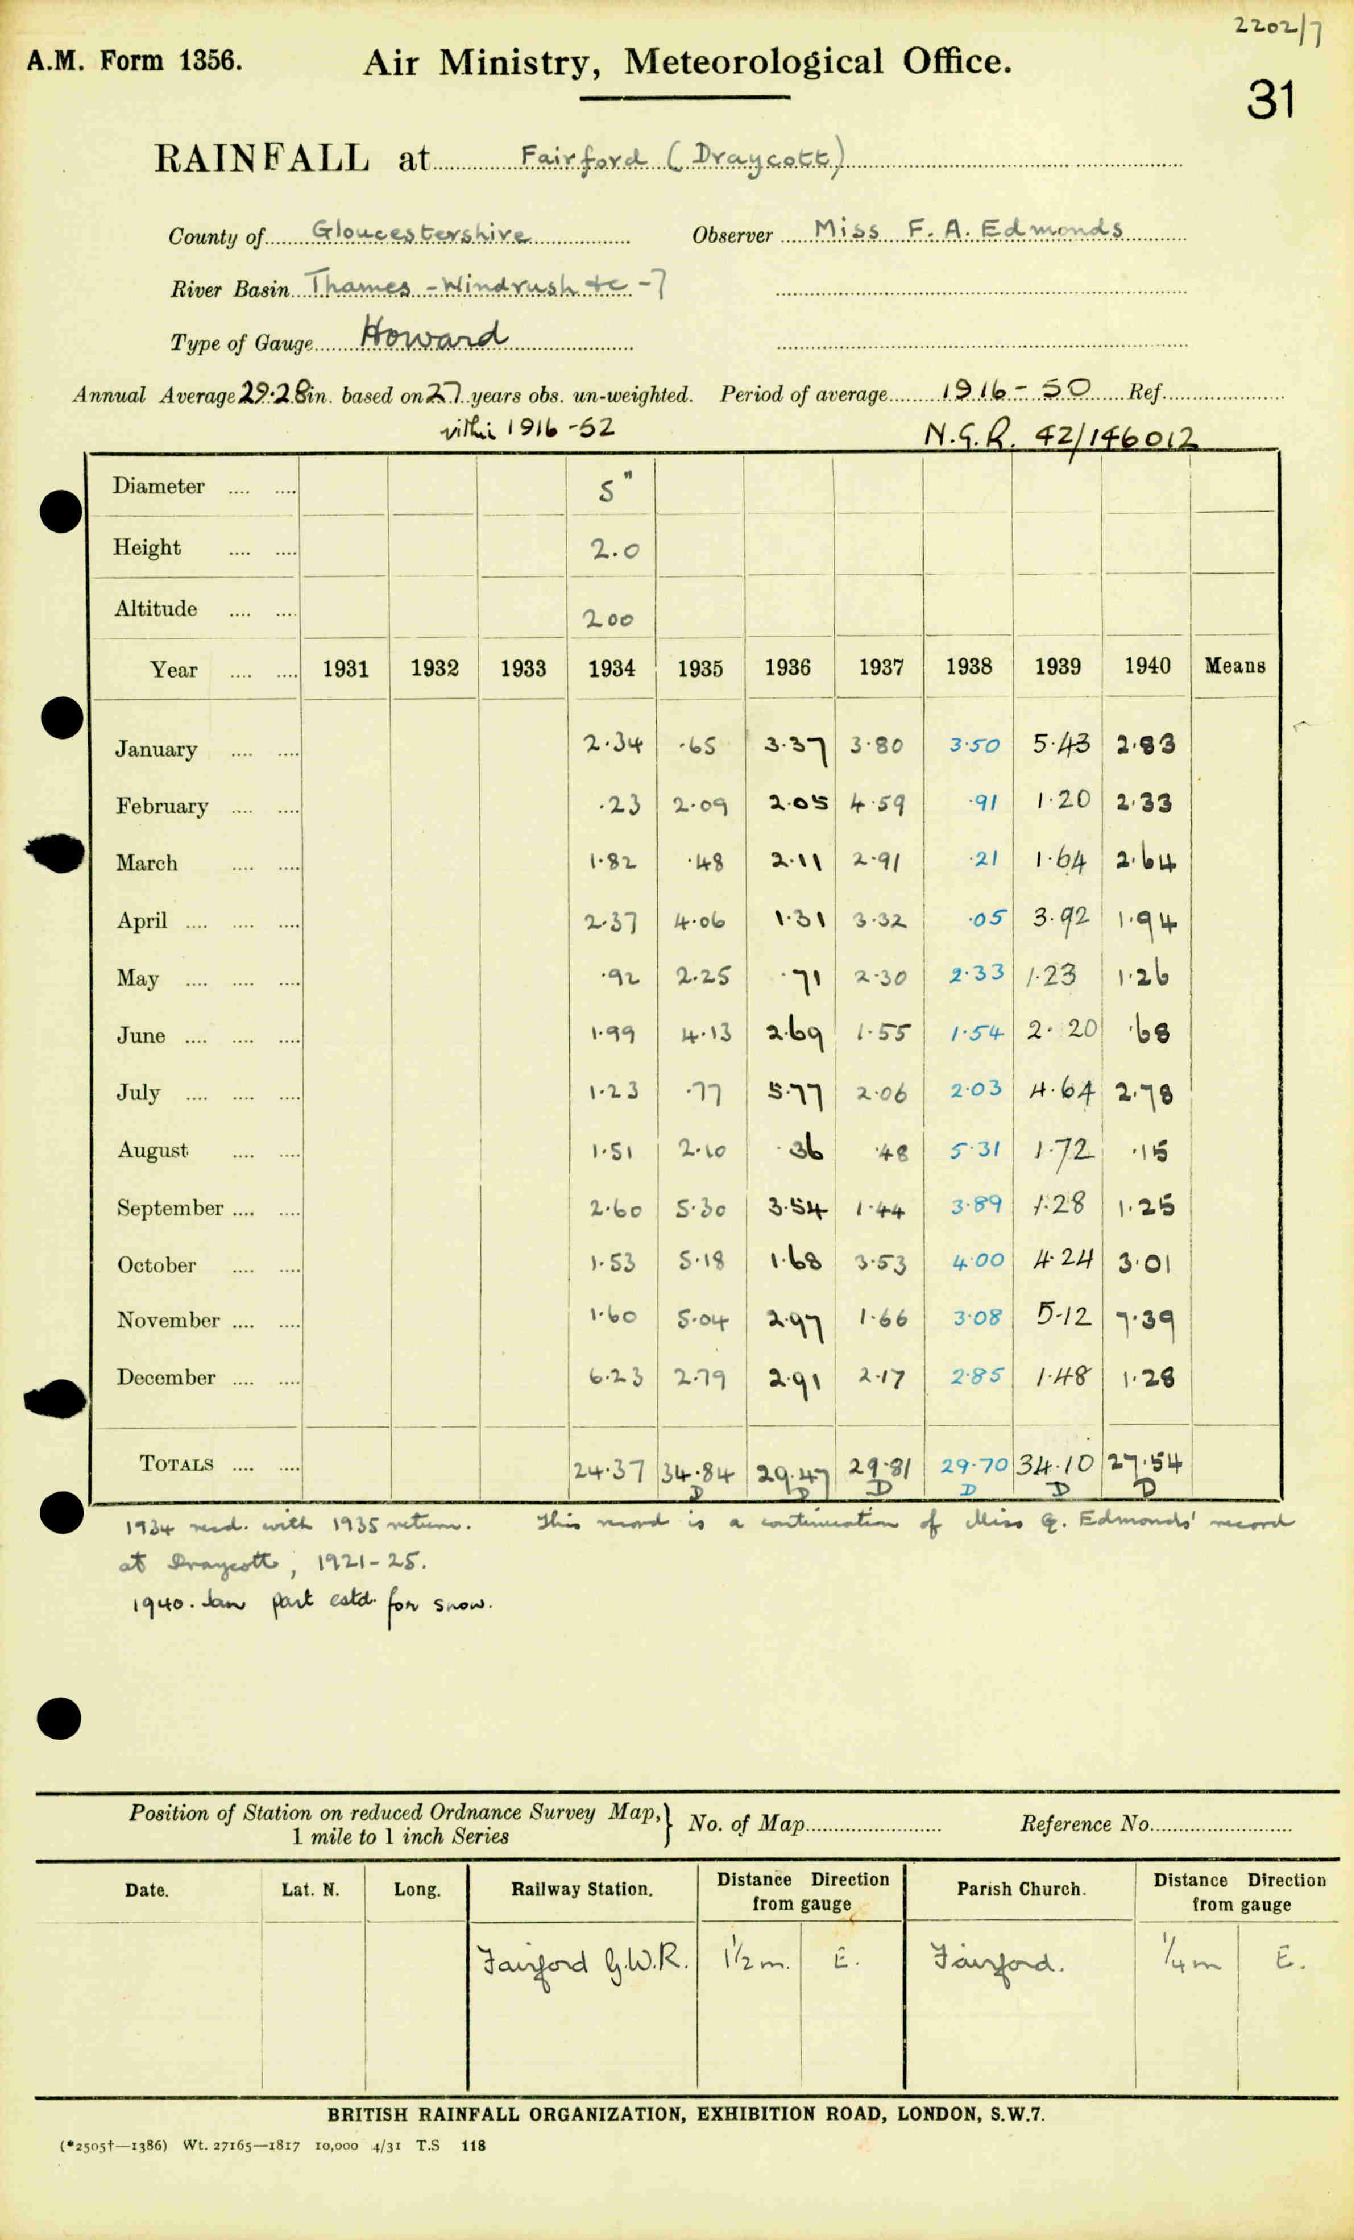 2202/7
A.M. Form 1356.
Air Ministry, Meteorological Office.
31
RAINFALL at Fairford (Draycott)
County of Gloucestershire Observer Miss F. A. Edmonds
River Basin Thames - Windrush &c - 7
Type of Gauge Howard
Annual Average 29.28 in. based on 27 years obs. un-weighted. Period of average 1916 - 50 Ref.
within 1916 - 52 N.G.R. 42/146012
Diameter 5"
Height 2.0
Altitude 200
Year 1931 1932 1933 1934 1935 1936 1937 1938 1939 1940 Means
January 2.34 .65 3.37 3.80 3.50 5.43 2.83
February .23 2.09 2.05 4.59 .91 1.20 2.33
March 1.82 .48 2.11 2.91 .21 1.64 2.64
April 2.37 4.06 1.31 3.32 .05 3.92 1.94
May .92 2.25 .71 2.30 2.33 1.23 1.26
June 1.99 4.13 2.69 1.55 1.54 2.20 .68
July 1.23 .77 5.77 2.06 2.03 4.64 2.78
August 1.51 2.10 .36 .48 5.31 1.72 .15
September 2.60 5.30 3.54 1.44 3.89 1.28 1.25
October 1.53 5.18 1.68 3.53 4.00 4.24 3.01
November 1.60 5.04 2.97 1.66 3.08 5.12 7.39
December 6.23 2.79 2.91 2.17 2.85 1.48 1.28
TOTALS 24.37 34.84 29.47 29.81 29.70 34.10 27.54
D D D D D D
1934 recd. with 1935 return. This record is a continuation of Miss G. Edmonds' record
at Draycott, 1921 - 25.
1940. Jan part estd. for snow.
Position of Station on reduced Ordnance Survey Map, } No. of Map Reference No.
1 mile to 1 inch Series
Date. Lat. N. Long. Railway Station. Distance Direction from gauge Parish Church. Distance Direction from gauge
Fairford G.W.R. 1½ m. E. Fairford. ¼ m E.
BRITISH RAINFALL ORGANIZATION, EXHIBITION ROAD, LONDON, S.W.7.
(*2505†—1386) Wt. 27165—1817 10,000 4/31 T.S 118